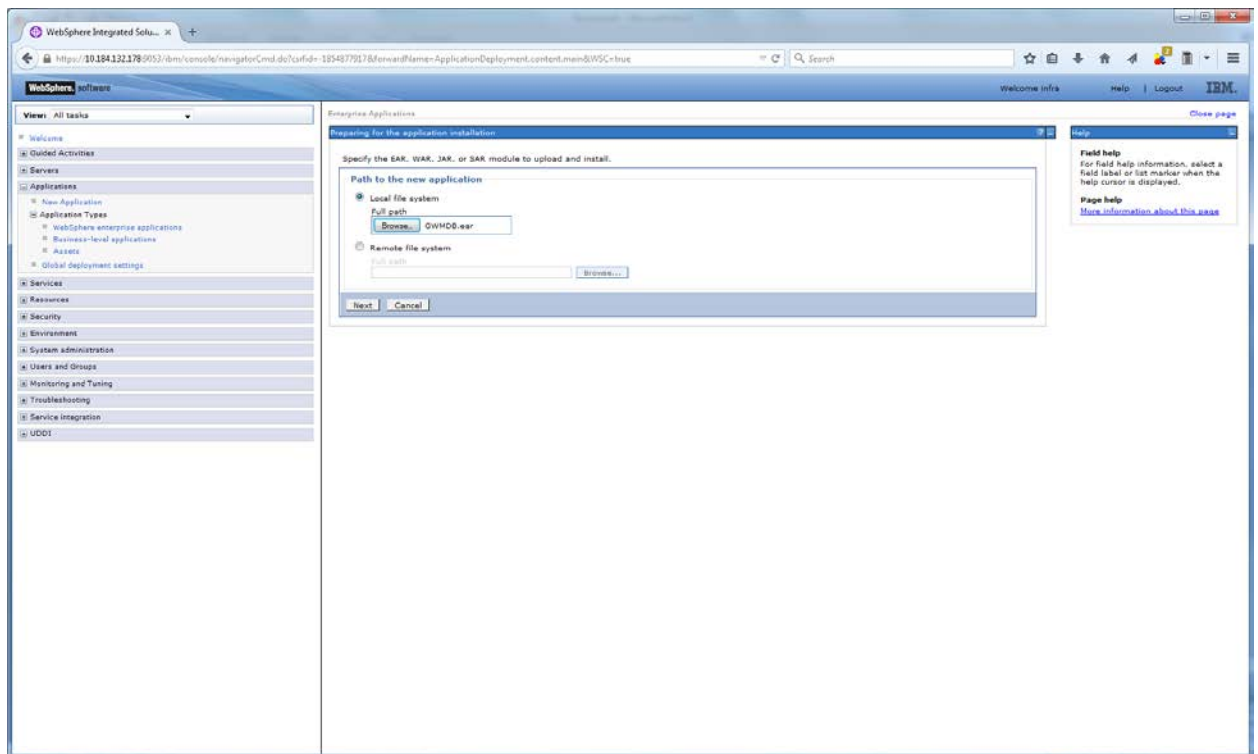 WebSphere Integrated Solu... × +
https://10.184.132.178:9053/ibm/console/navigatorCmd.do?csrfid=-1854877917&forwardName=ApplicationDeployment.content.main&WSC=true
Search
WebSphere. software
Welcome infra Help | Logout IBM.
View: All tasks
Welcome
Guided Activities
Servers
Applications
New Application
Application Types
WebSphere enterprise applications
Business-level applications
Assets
Global deployment settings
Services
Resources
Security
Environment
System administration
Users and Groups
Monitoring and Tuning
Troubleshooting
Service integration
UDDI
Enterprise Applications
Close page
Preparing for the application installation
Specify the EAR, WAR, JAR, or SAR module to upload and install.
Path to the new application
Local file system
Full path
Browse.. GWMDB.ear
Remote file system
Full path
Browse...
Next Cancel
Help
Field help
For field help information, select a
field label or list marker when the
help cursor is displayed.
Page help
More information about this page